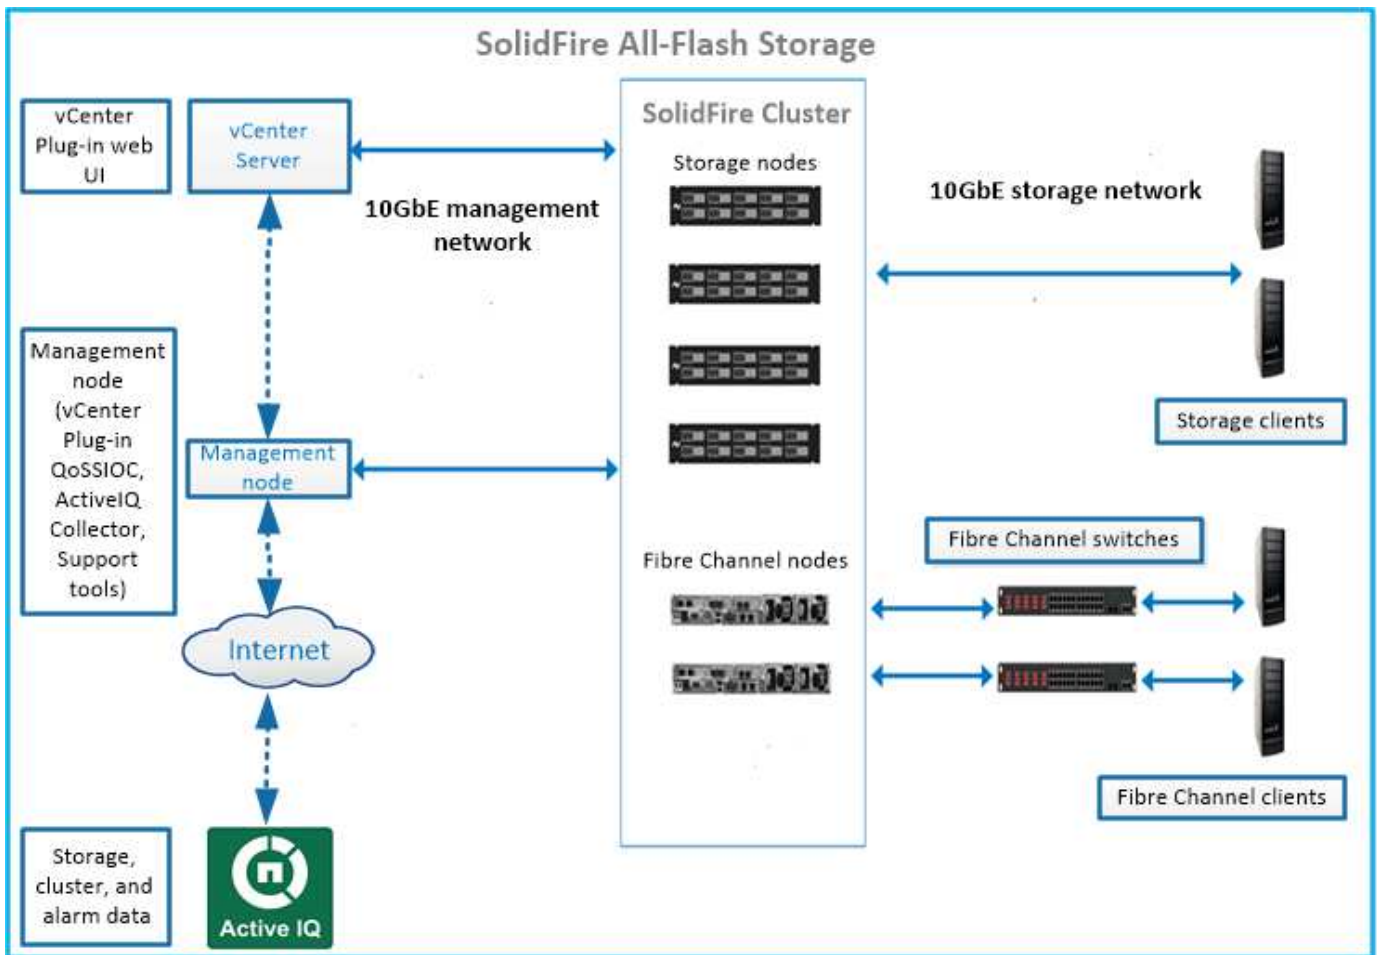 SolidFire All-Flash Storage
vCenter
Plug-in web
UI
vCenter
Server
10GbE management
network
SolidFire Cluster
Storage nodes
10GbE storage network
Storage clients
Management
node
(vCenter
Plug-in
QoSSIOC,
ActiveIQ
Collector,
Support
tools)
Management
node
Fibre Channel nodes
Fibre Channel switches
Fibre Channel clients
Internet
Storage,
cluster, and
alarm data
Active IQ